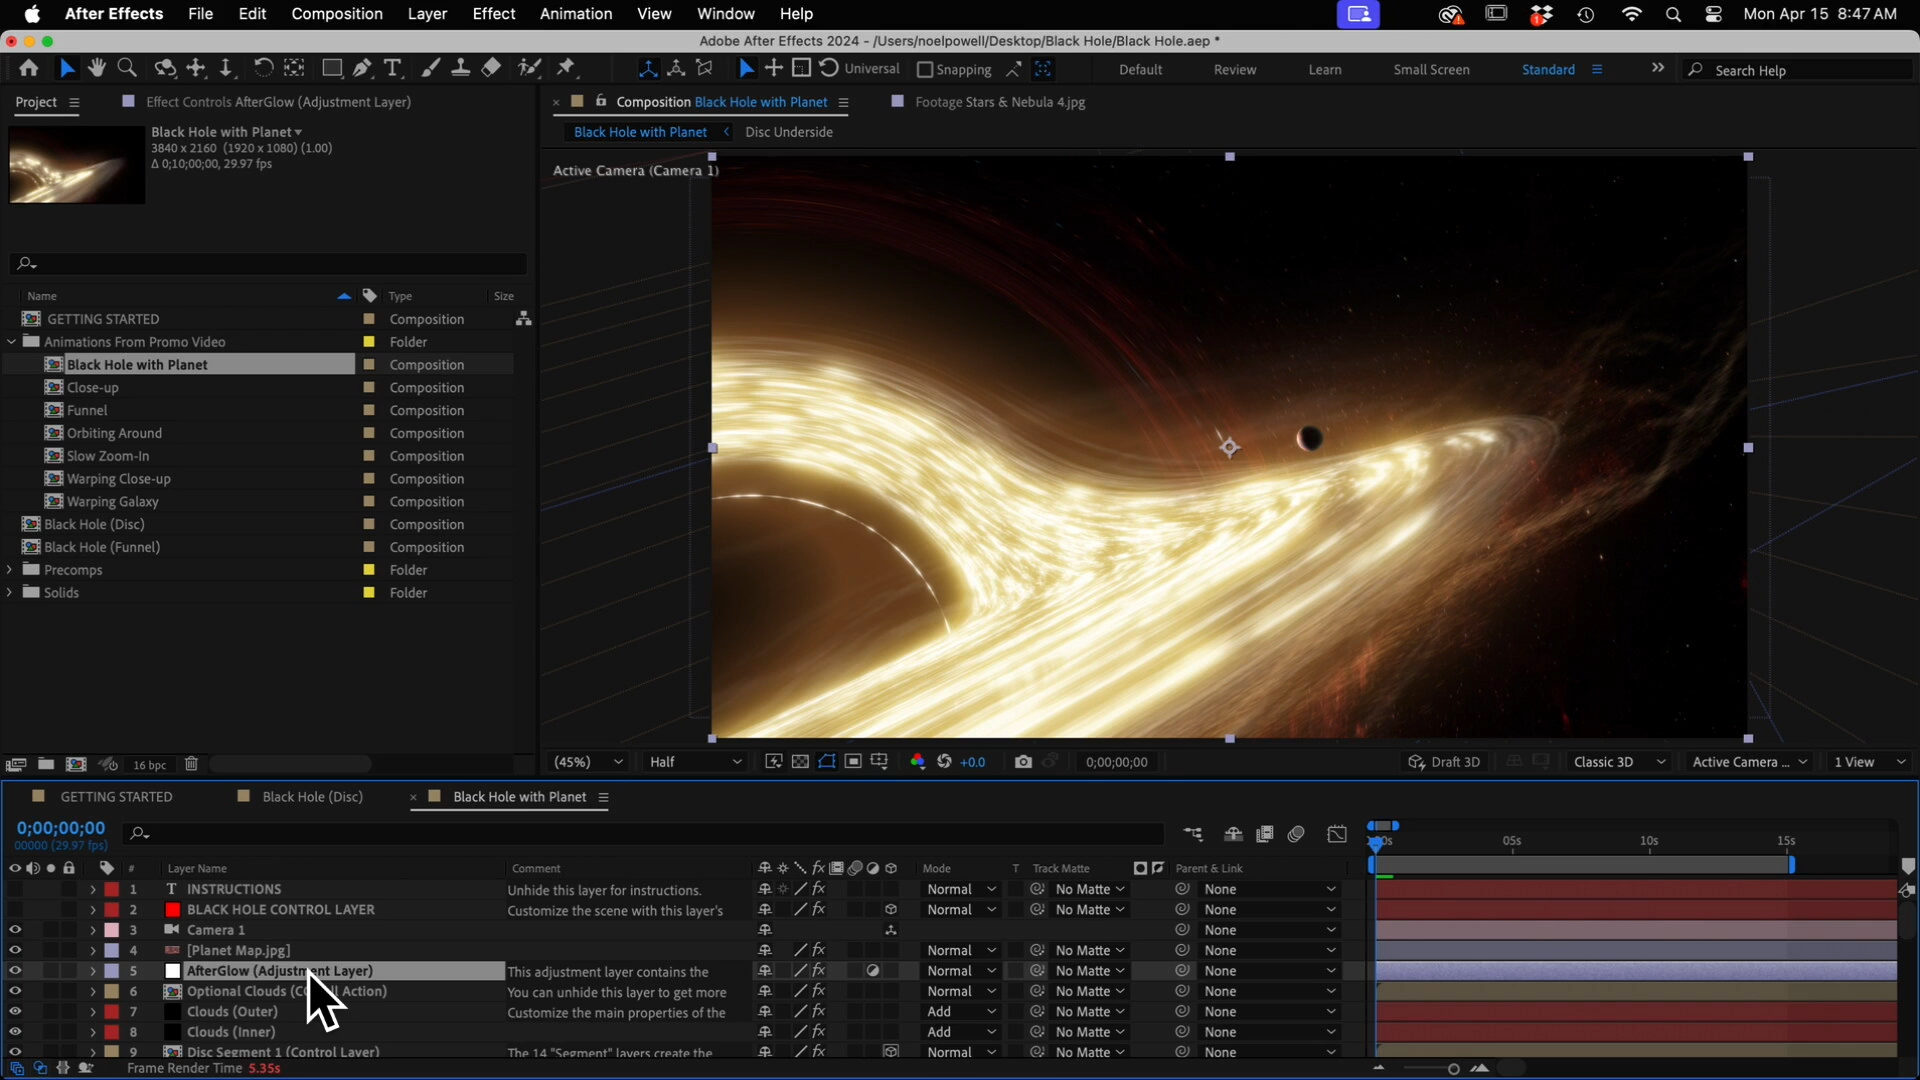 After Effects File Edit Composition Layer Effect Animation View Window Help Mon Apr 15 8:47 AM
Adobe After Effects 2024 - /Users/noelpowell/Desktop/Black Hole/Black Hole.aep *
Universal Snapping Default Review Learn Small Screen Standard Search Help
Project Effect Controls AfterGlow (Adjustment Layer)
Composition Black Hole with Planet Footage Stars & Nebula 4.jpg
Black Hole with Planet
3840 x 2160 (1920 x 1080) (1.00)
Δ 0;10;00;00, 29.97 fps
Black Hole with Planet Disc Underside
Active Camera (Camera 1)
Name Type Size
GETTING STARTED Composition
Animations From Promo Video Folder
Black Hole with Planet Composition
Close-up Composition
Funnel Composition
Orbiting Around Composition
Slow Zoom-In Composition
Warping Close-up Composition
Warping Galaxy Composition
Black Hole (Disc) Composition
Black Hole (Funnel) Composition
Precomps Folder
Solids Folder
16 bpc
(45%) Half +0.0 0;00;00;00 Draft 3D Classic 3D Active Camera ... 1 View
GETTING STARTED Black Hole (Disc) Black Hole with Planet
0;00;00;00
00000 (29.97 fps)
05s 10s 15s
# Layer Name Comment Mode T Track Matte Parent & Link
1 T INSTRUCTIONS Unhide this layer for instructions. Normal No Matte None
2 BLACK HOLE CONTROL LAYER Customize the scene with this layer's Normal No Matte None
3 Camera 1 None
4 [Planet Map.jpg] Normal No Matte None
5 AfterGlow (Adjustment Layer) This adjustment layer contains the Normal No Matte None
6 Optional Clouds Action) You can unhide this layer to get more Normal No Matte None
7 Clouds (Outer) Customize the main properties of the Add No Matte None
8 Clouds (Inner) Add No Matte None
9 Disc Segment 1 (Control Layer) The 14 "Segment" layers create the Normal No Matte None
Frame Render Time 5.35s